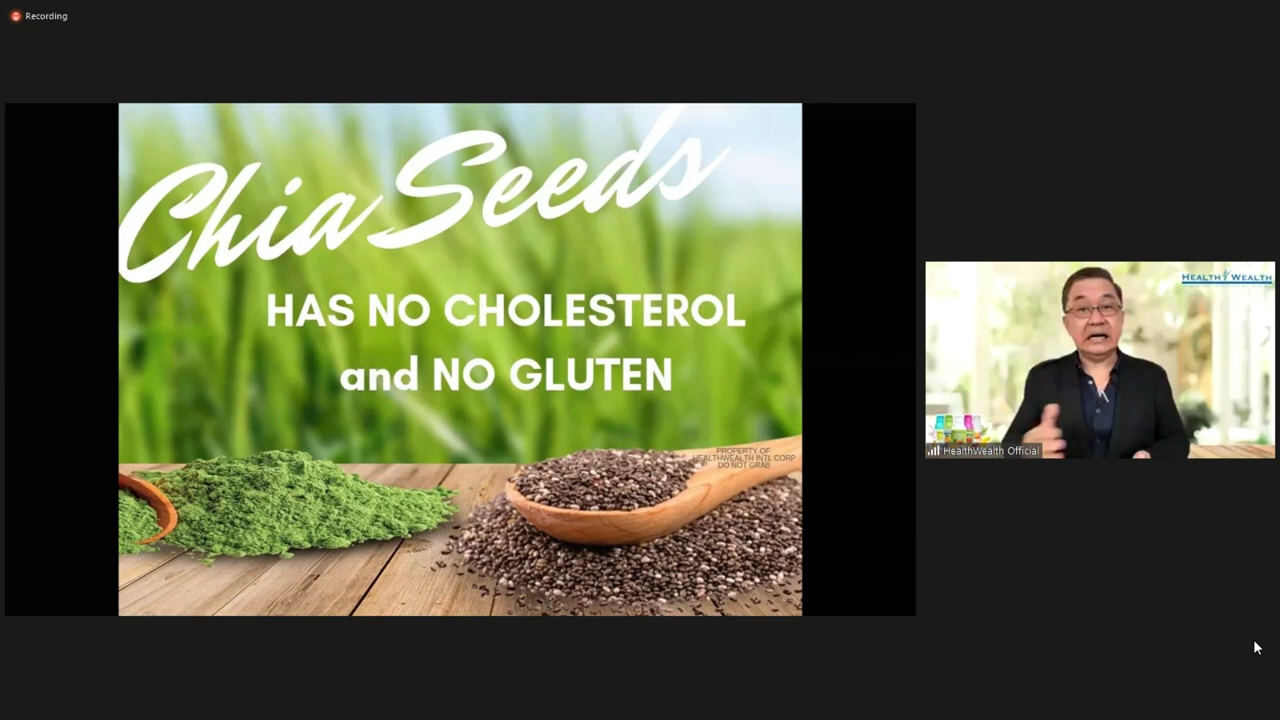 Recording
Chia Seeds
HAS NO CHOLESTEROL
and NO GLUTEN
PROPERTY OF
HEALTHWEALTH INTL CORP
DO NOT GRAB
HEALTH WEALTH
HealthWealth Official